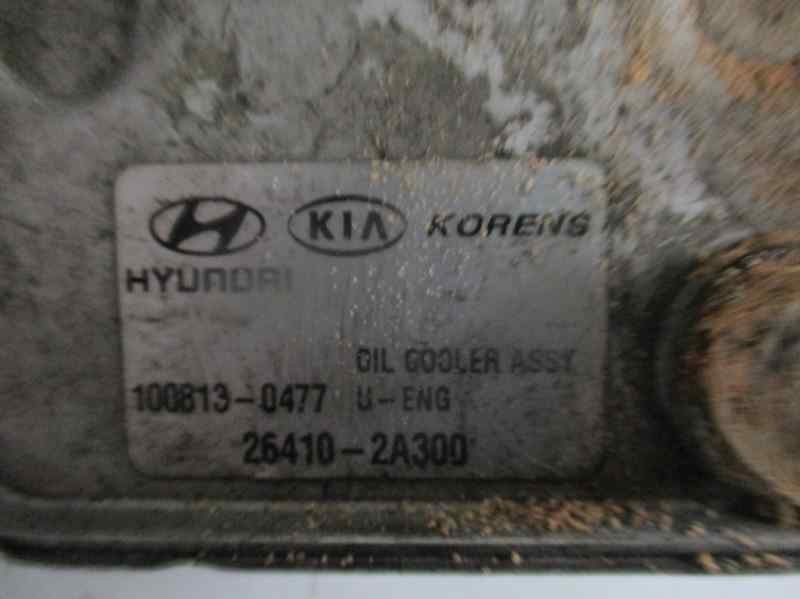 KIA KORENS
HYUNDAI
OIL COOLER ASSY
100813-0477 U-ENG
26410-2A300